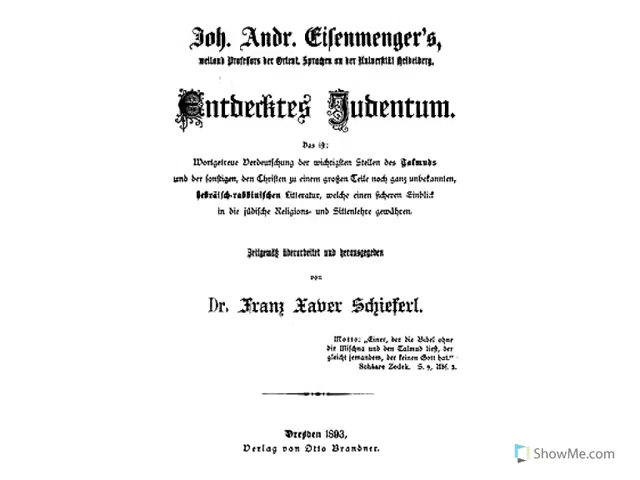 Joh. Andr. Eisenmenger's,
weiland Professors der Orient. Sprachen an der Universität Heidelberg,
Entdecktes Judentum.
Das ist:
Wortgetreue Verdeutschung der wichtigsten Stellen des Talmuds
und der sonstigen, den Christen zu einem großen Teile noch ganz unbekannten,
hebräisch-rabbinischen Litteratur, welche einen sicheren Einblick
in die jüdische Religions- und Sittenlehre gewähren.
Zeitgemäß überarbeitet und herausgegeben
von
Dr. Franz Xaver Schieferl.
Motto: „Einer, der die Bibel ohne
die Mischna und den Talmud liest, der
gleicht jemandem, der keinen Gott hat."
Schaare Zedek. S. 9, Abs. 3.
Dresden 1893,
Verlag von Otto Brandner.
ShowMe.com